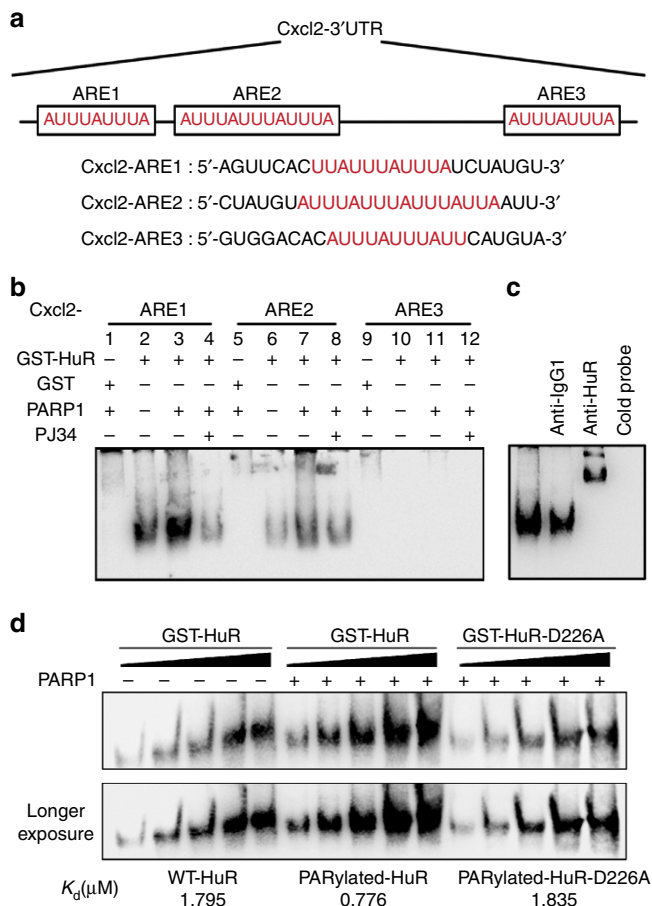 a
Cxcl2-3′UTR
ARE1 ARE2 ARE3
AUUUAUUUA AUUUAUUUAUUUA AUUUAUUUA
Cxcl2-ARE1 : 5′-AGUUCACUUAUUUAUUUAUCUAUGU-3′
Cxcl2-ARE2 : 5′-CUAUGUAUUUAUUUAUUUAUUAAUU-3′
Cxcl2-ARE3 : 5′-GUGGACACAUUUAUUUAUUCAUGUA-3′
b
Cxcl2- ARE1 ARE2 ARE3
1 2 3 4 5 6 7 8 9 10 11 12
GST-HuR – + + + – + + + – + + +
GST + – – – + – – – + – – –
PARP1 + – + + + – + + + – + +
PJ34 – – – + – – – + – – – +
c
Anti-IgG1
Anti-HuR
Cold probe
d
GST-HuR GST-HuR GST-HuR-D226A
PARP1 – – – – – + + + + + + + + + +
Longer
exposure
Kd(μM) WT-HuR PARylated-HuR PARylated-HuR-D226A
1.795 0.776 1.835